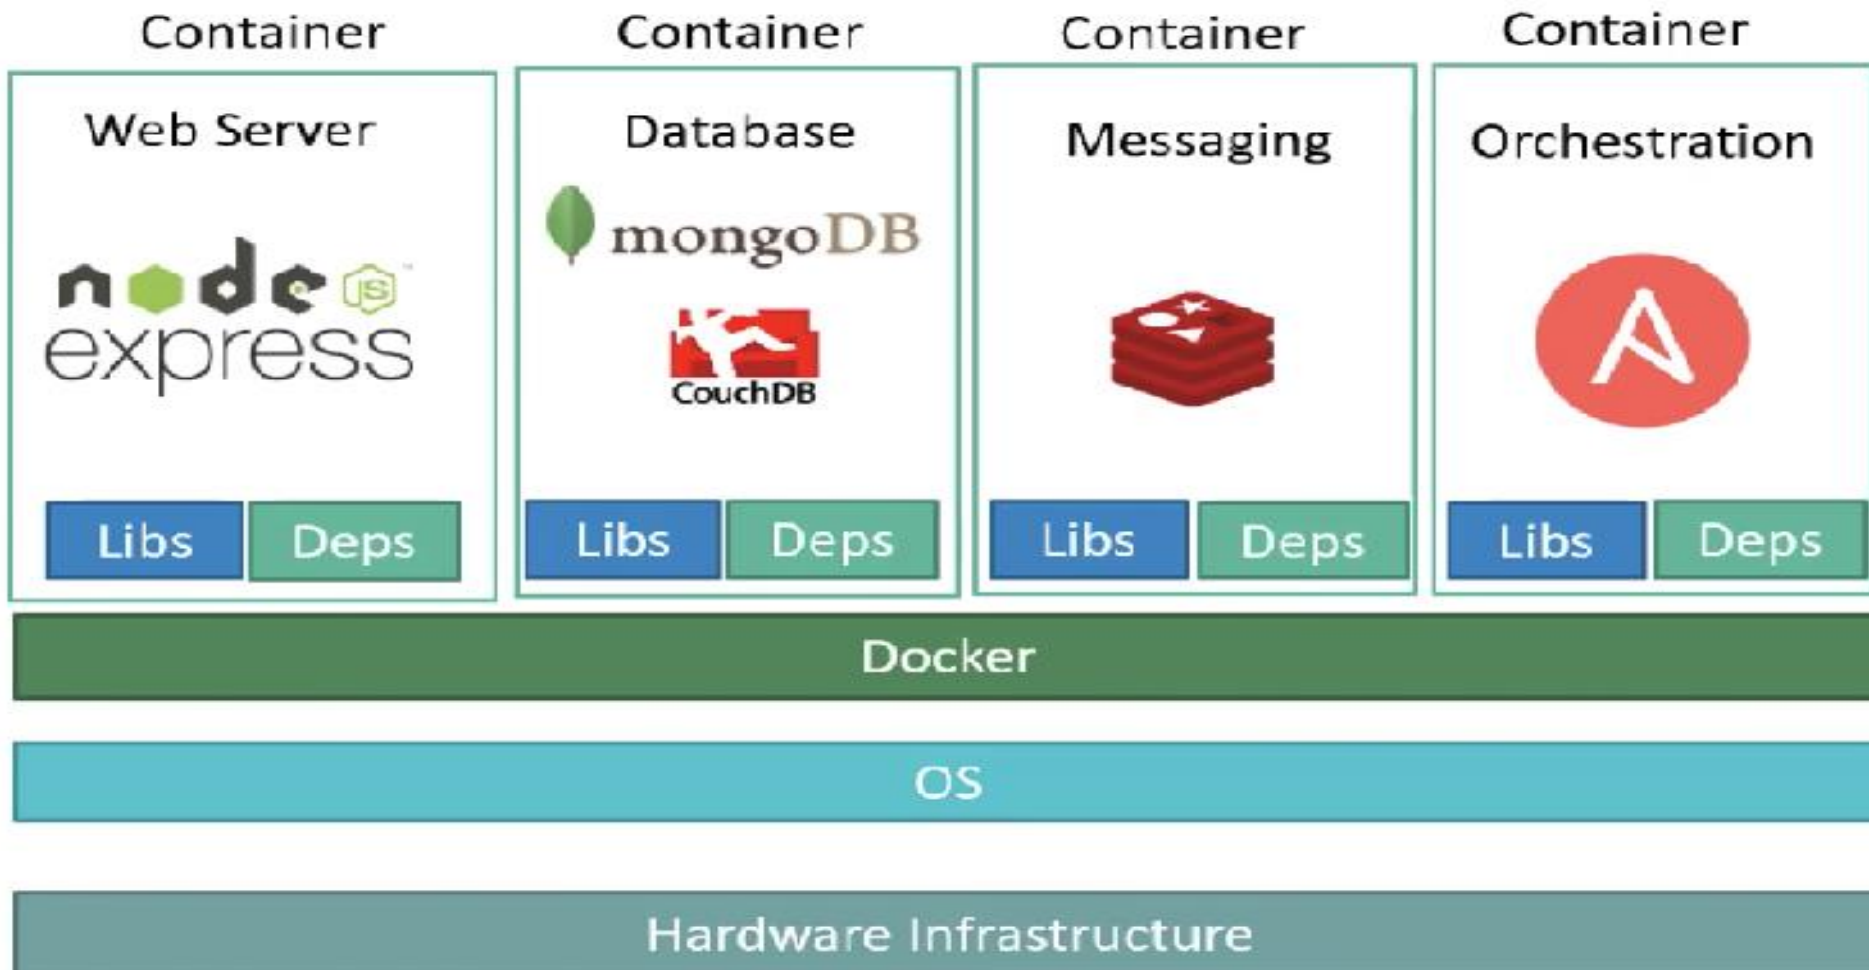 Container
Container
Container
Container
Web Server
Database
Messaging
Orchestration
node JS
express
mongoDB
CouchDB
Libs
Deps
Libs
Deps
Libs
Deps
Libs
Deps
Docker
OS
Hardware Infrastructure